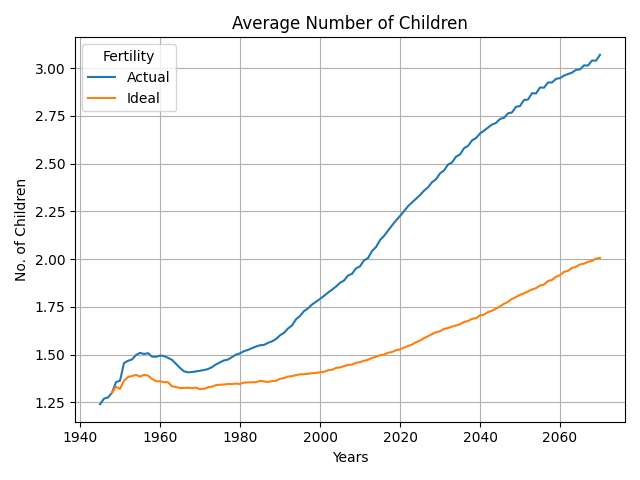 Average Number of Children
Fertility
Actual
Ideal
No. of Children
3.00
2.75
2.50
2.25
2.00
1.75
1.50
1.25
1940 1960 1980 2000 2020 2040 2060
Years